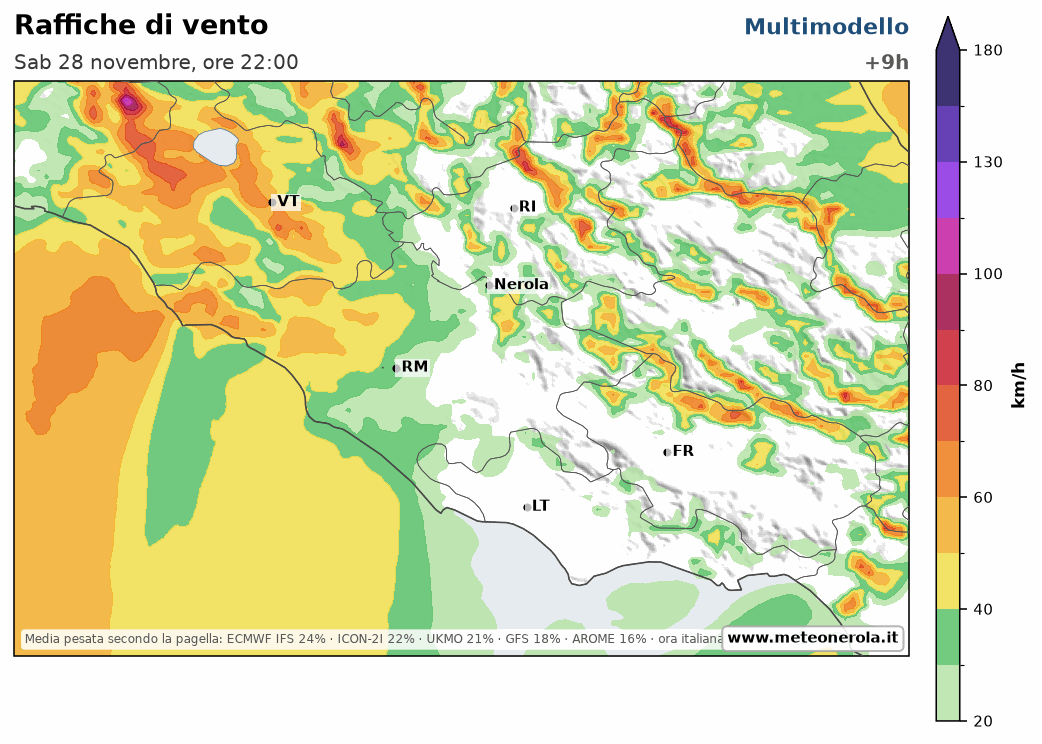 Raffiche di vento
Multimodello
Sab 28 novembre, ore 22:00
+9h
VT
RI
Nerola
RM
FR
LT
Media pesata secondo la pagella: ECMWF IFS 24% · ICON-2I 22% · UKMO 21% · GFS 18% · AROME 16% · ora italiana
www.meteonerola.it
180
130
100
80
60
40
20
km/h